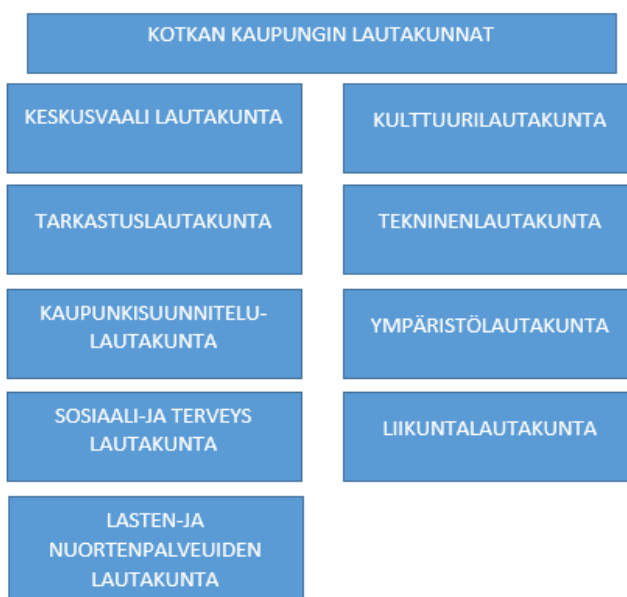 KOTKAN KAUPUNGIN LAUTAKUNNAT
KESKUSVAALI LAUTAKUNTA
KULTTUURILAUTAKUNTA
TARKASTUSLAUTAKUNTA
TEKNINENLAUTAKUNTA
KAUPUNKISUUNNITELU-
LAUTAKUNTA
YMPÄRISTÖLAUTAKUNTA
SOSIAALI-JA TERVEYS
LAUTAKUNTA
LIIKUNTALAUTAKUNTA
LASTEN-JA
NUORTENPALVEUIDEN
LAUTAKUNTA